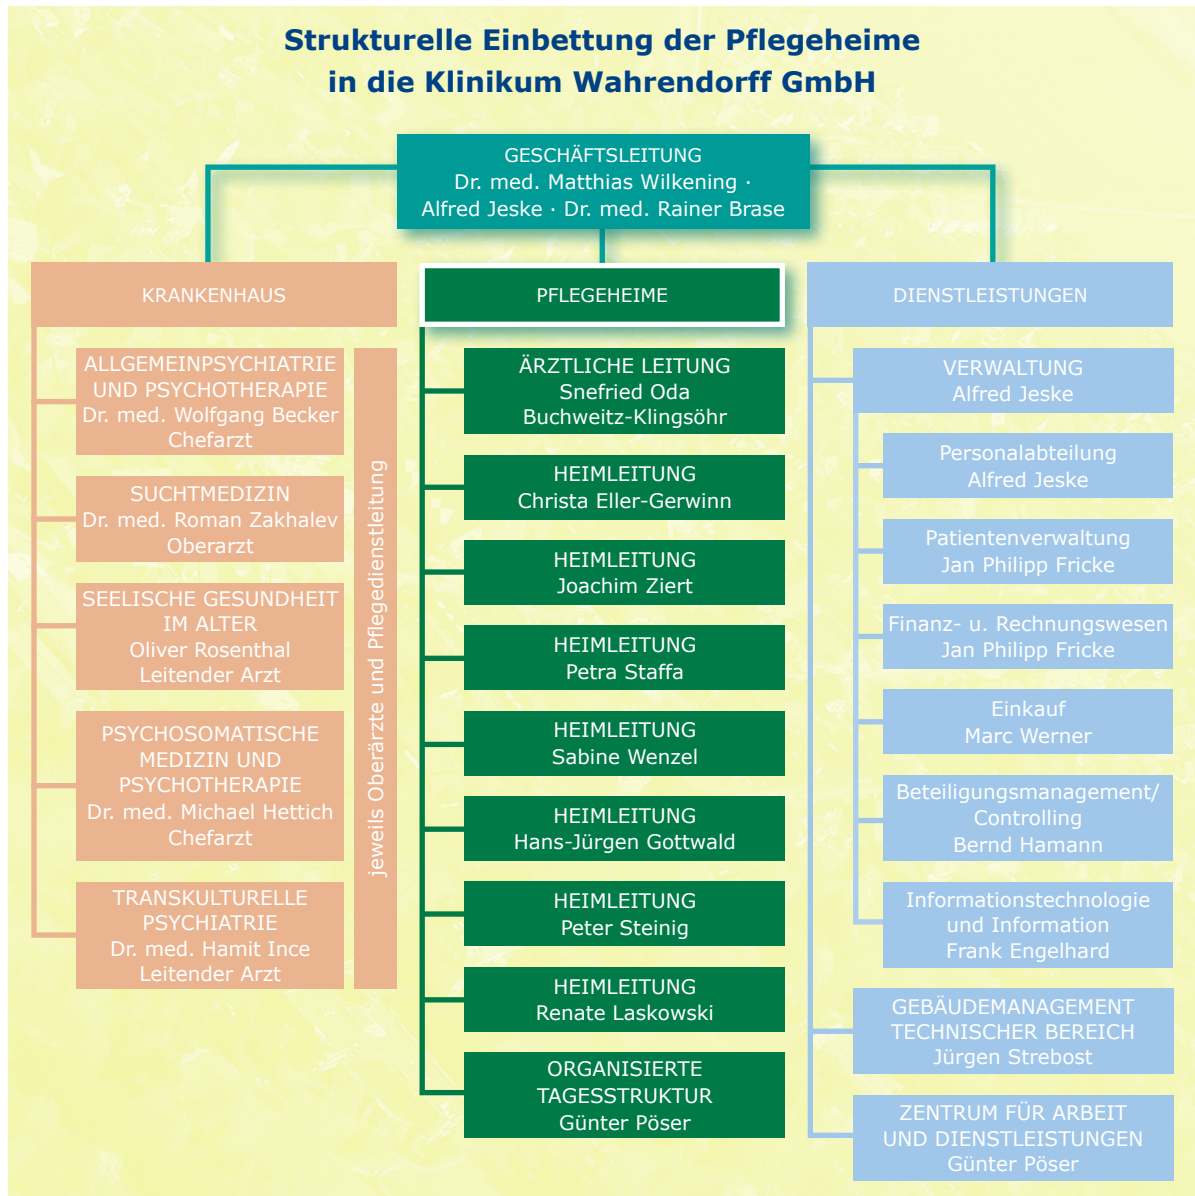 Strukturelle Einbettung der Pflegeheime
in die Klinikum Wahrendorff GmbH
GESCHÄFTSLEITUNG
Dr. med. Matthias Wilkening ·
Alfred Jeske · Dr. med. Rainer Brase
KRANKENHAUS
ALLGEMEINPSYCHIATRIE
UND PSYCHOTHERAPIE
Dr. med. Wolfgang Becker
Chefarzt
SUCHTMEDIZIN
Dr. med. Roman Zakhalev
Oberarzt
SEELISCHE GESUNDHEIT
IM ALTER
Oliver Rosenthal
Leitender Arzt
PSYCHOSOMATISCHE
MEDIZIN UND
PSYCHOTHERAPIE
Dr. med. Michael Hettich
Chefarzt
TRANSKULTURELLE
PSYCHIATRIE
Dr. med. Hamit Ince
Leitender Arzt
jeweils Oberärzte und Pflegedienstleitung
PFLEGEHEIME
ÄRZTLICHE LEITUNG
Snefried Oda
Buchweitz-Klingsöhr
HEIMLEITUNG
Christa Eller-Gerwinn
HEIMLEITUNG
Joachim Ziert
HEIMLEITUNG
Petra Staffa
HEIMLEITUNG
Sabine Wenzel
HEIMLEITUNG
Hans-Jürgen Gottwald
HEIMLEITUNG
Peter Steinig
HEIMLEITUNG
Renate Laskowski
ORGANISIERTE
TAGESSTRUKTUR
Günter Pöser
DIENSTLEISTUNGEN
VERWALTUNG
Alfred Jeske
Personalabteilung
Alfred Jeske
Patientenverwaltung
Jan Philipp Fricke
Finanz- u. Rechnungswesen
Jan Philipp Fricke
Einkauf
Marc Werner
Beteiligungsmanagement/
Controlling
Bernd Hamann
Informationstechnologie
und Information
Frank Engelhard
GEBÄUDEMANAGEMENT
TECHNISCHER BEREICH
Jürgen Strebost
ZENTRUM FÜR ARBEIT
UND DIENSTLEISTUNGEN
Günter Pöser